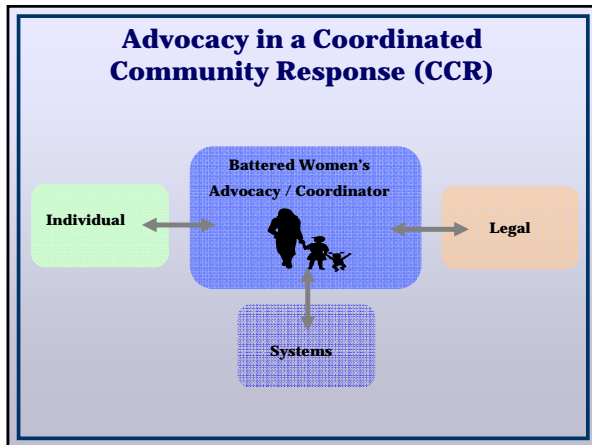 Advocacy in a Coordinated
Community Response (CCR)
Battered Women's
Advocacy / Coordinator
Individual
Legal
Systems